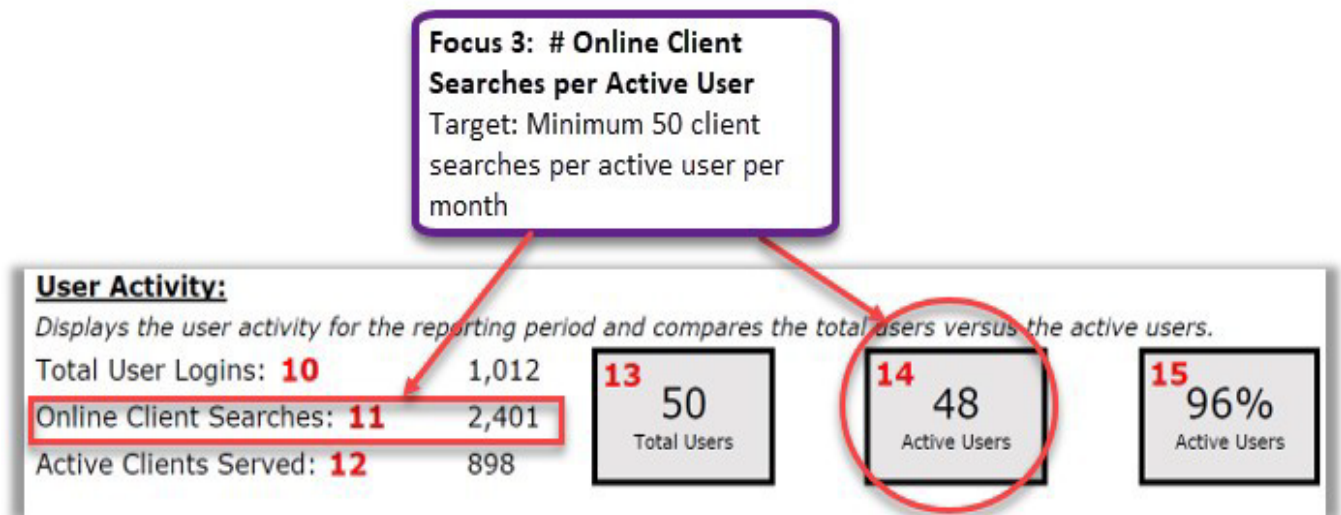 Focus 3:  # Online Client
Searches per Active User
Target: Minimum 50 client
searches per active user per
month
User Activity:
Displays the user activity for the reporting period and compares the total users versus the active users.
Total User Logins: 10 1,012
Online Client Searches: 11 2,401
Active Clients Served: 12 898
13 50
Total Users
14 48
Active Users
15 96%
Active Users